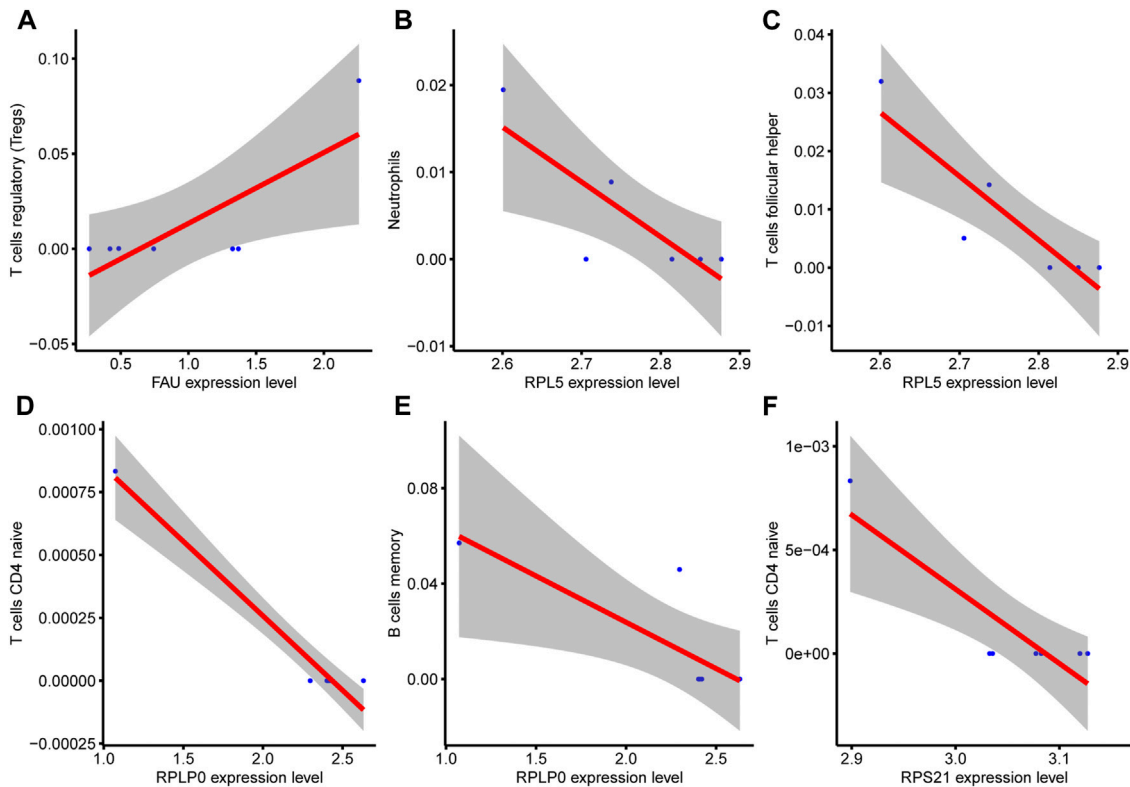 A
T cells regulatory (Tregs)
0.10
0.05
0.00
−0.05
0.5
1.0
1.5
2.0
FAU expression level
B
Neutrophils
0.02
0.01
0.00
−0.01
2.6
2.7
2.8
2.9
RPL5 expression level
C
T cells follicular helper
0.04
0.03
0.02
0.01
0.00
−0.01
2.6
2.7
2.8
2.9
RPL5 expression level
D
T cells CD4 naive
0.00100
0.00075
0.00050
0.00025
0.00000
−0.00025
1.0
1.5
2.0
2.5
RPLP0 expression level
E
B cells memory
0.08
0.04
0.00
1.0
1.5
2.0
2.5
RPLP0 expression level
F
T cells CD4 naive
1e−03
5e−04
0e+00
2.9
3.0
3.1
RPS21 expression level